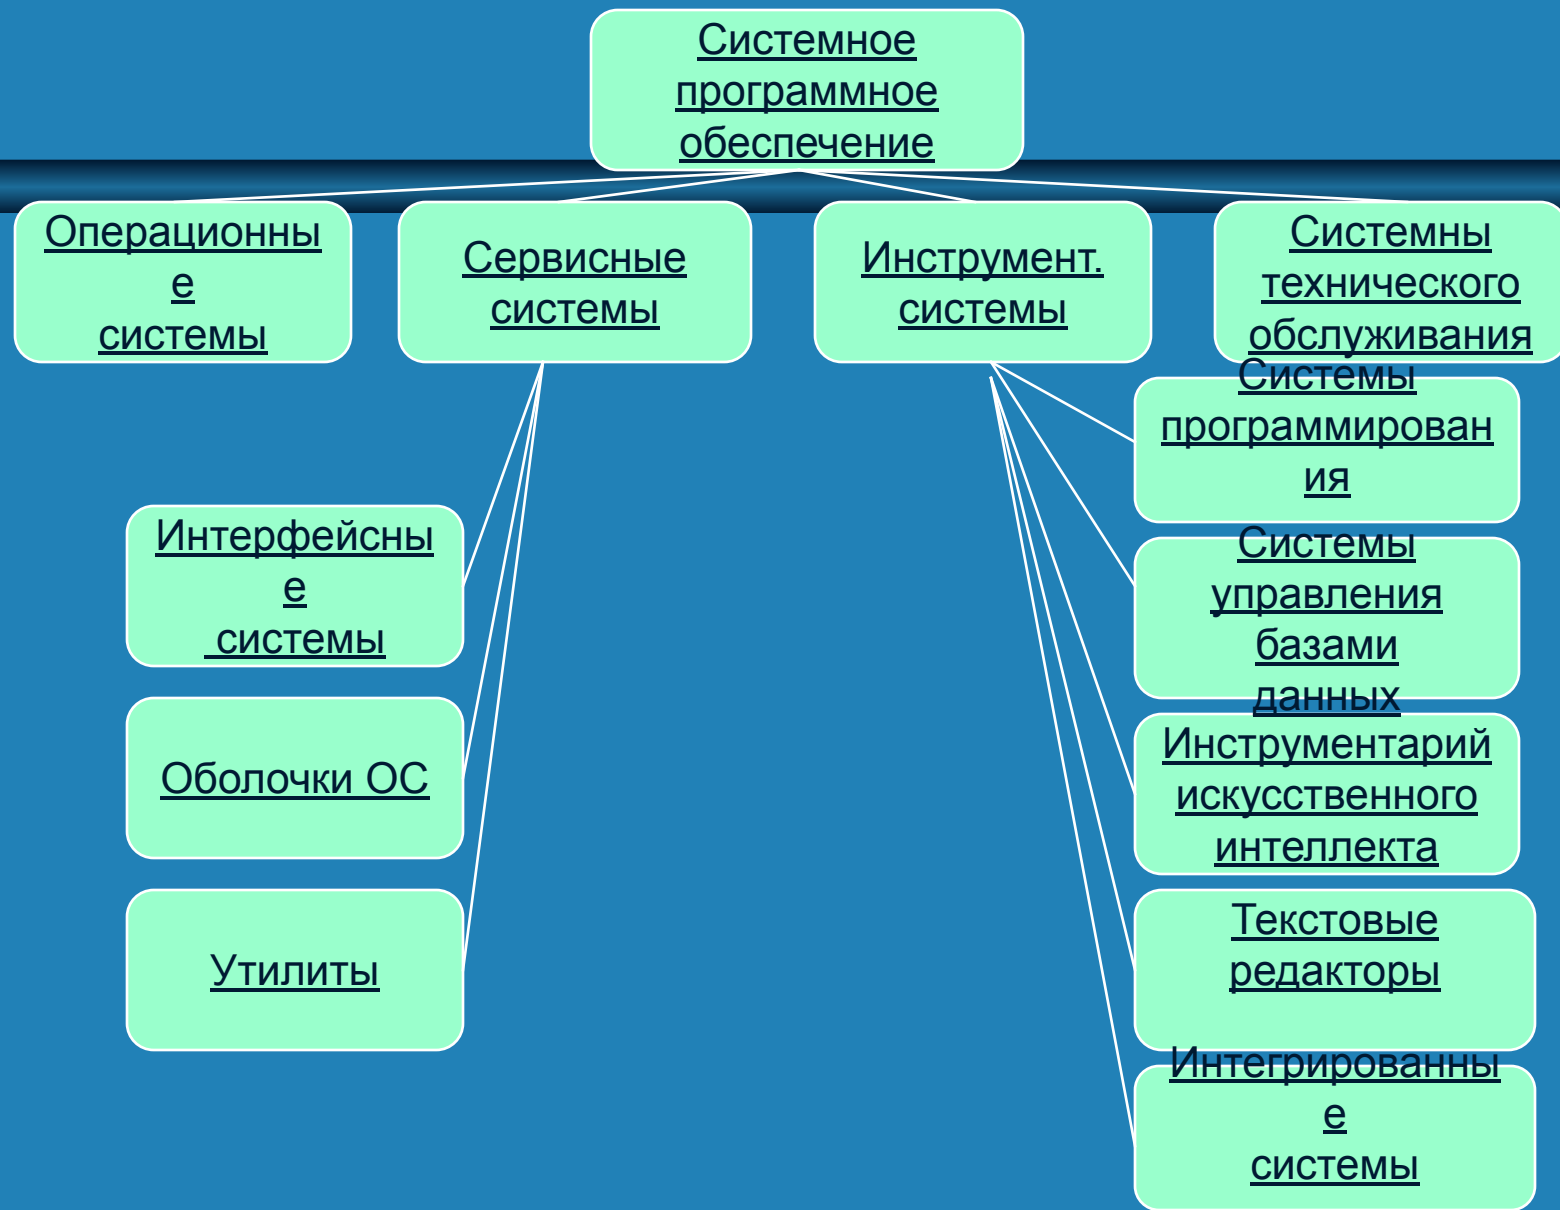 Системное
программное
обеспечение
Операционны
е
системы
Сервисные
системы
Инструмент.
системы
Системны
технического
обслуживания
Интерфейсны
е
системы
Оболочки ОС
Утилиты
Системы
программирован
ия
Системы
управления
базами
данных
Инструментарий
искусственного
интеллекта
Текстовые
редакторы
Интегрированны
е
системы